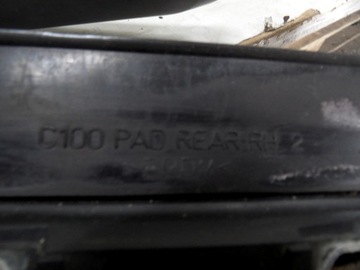 C100 PAD REAR RH 2